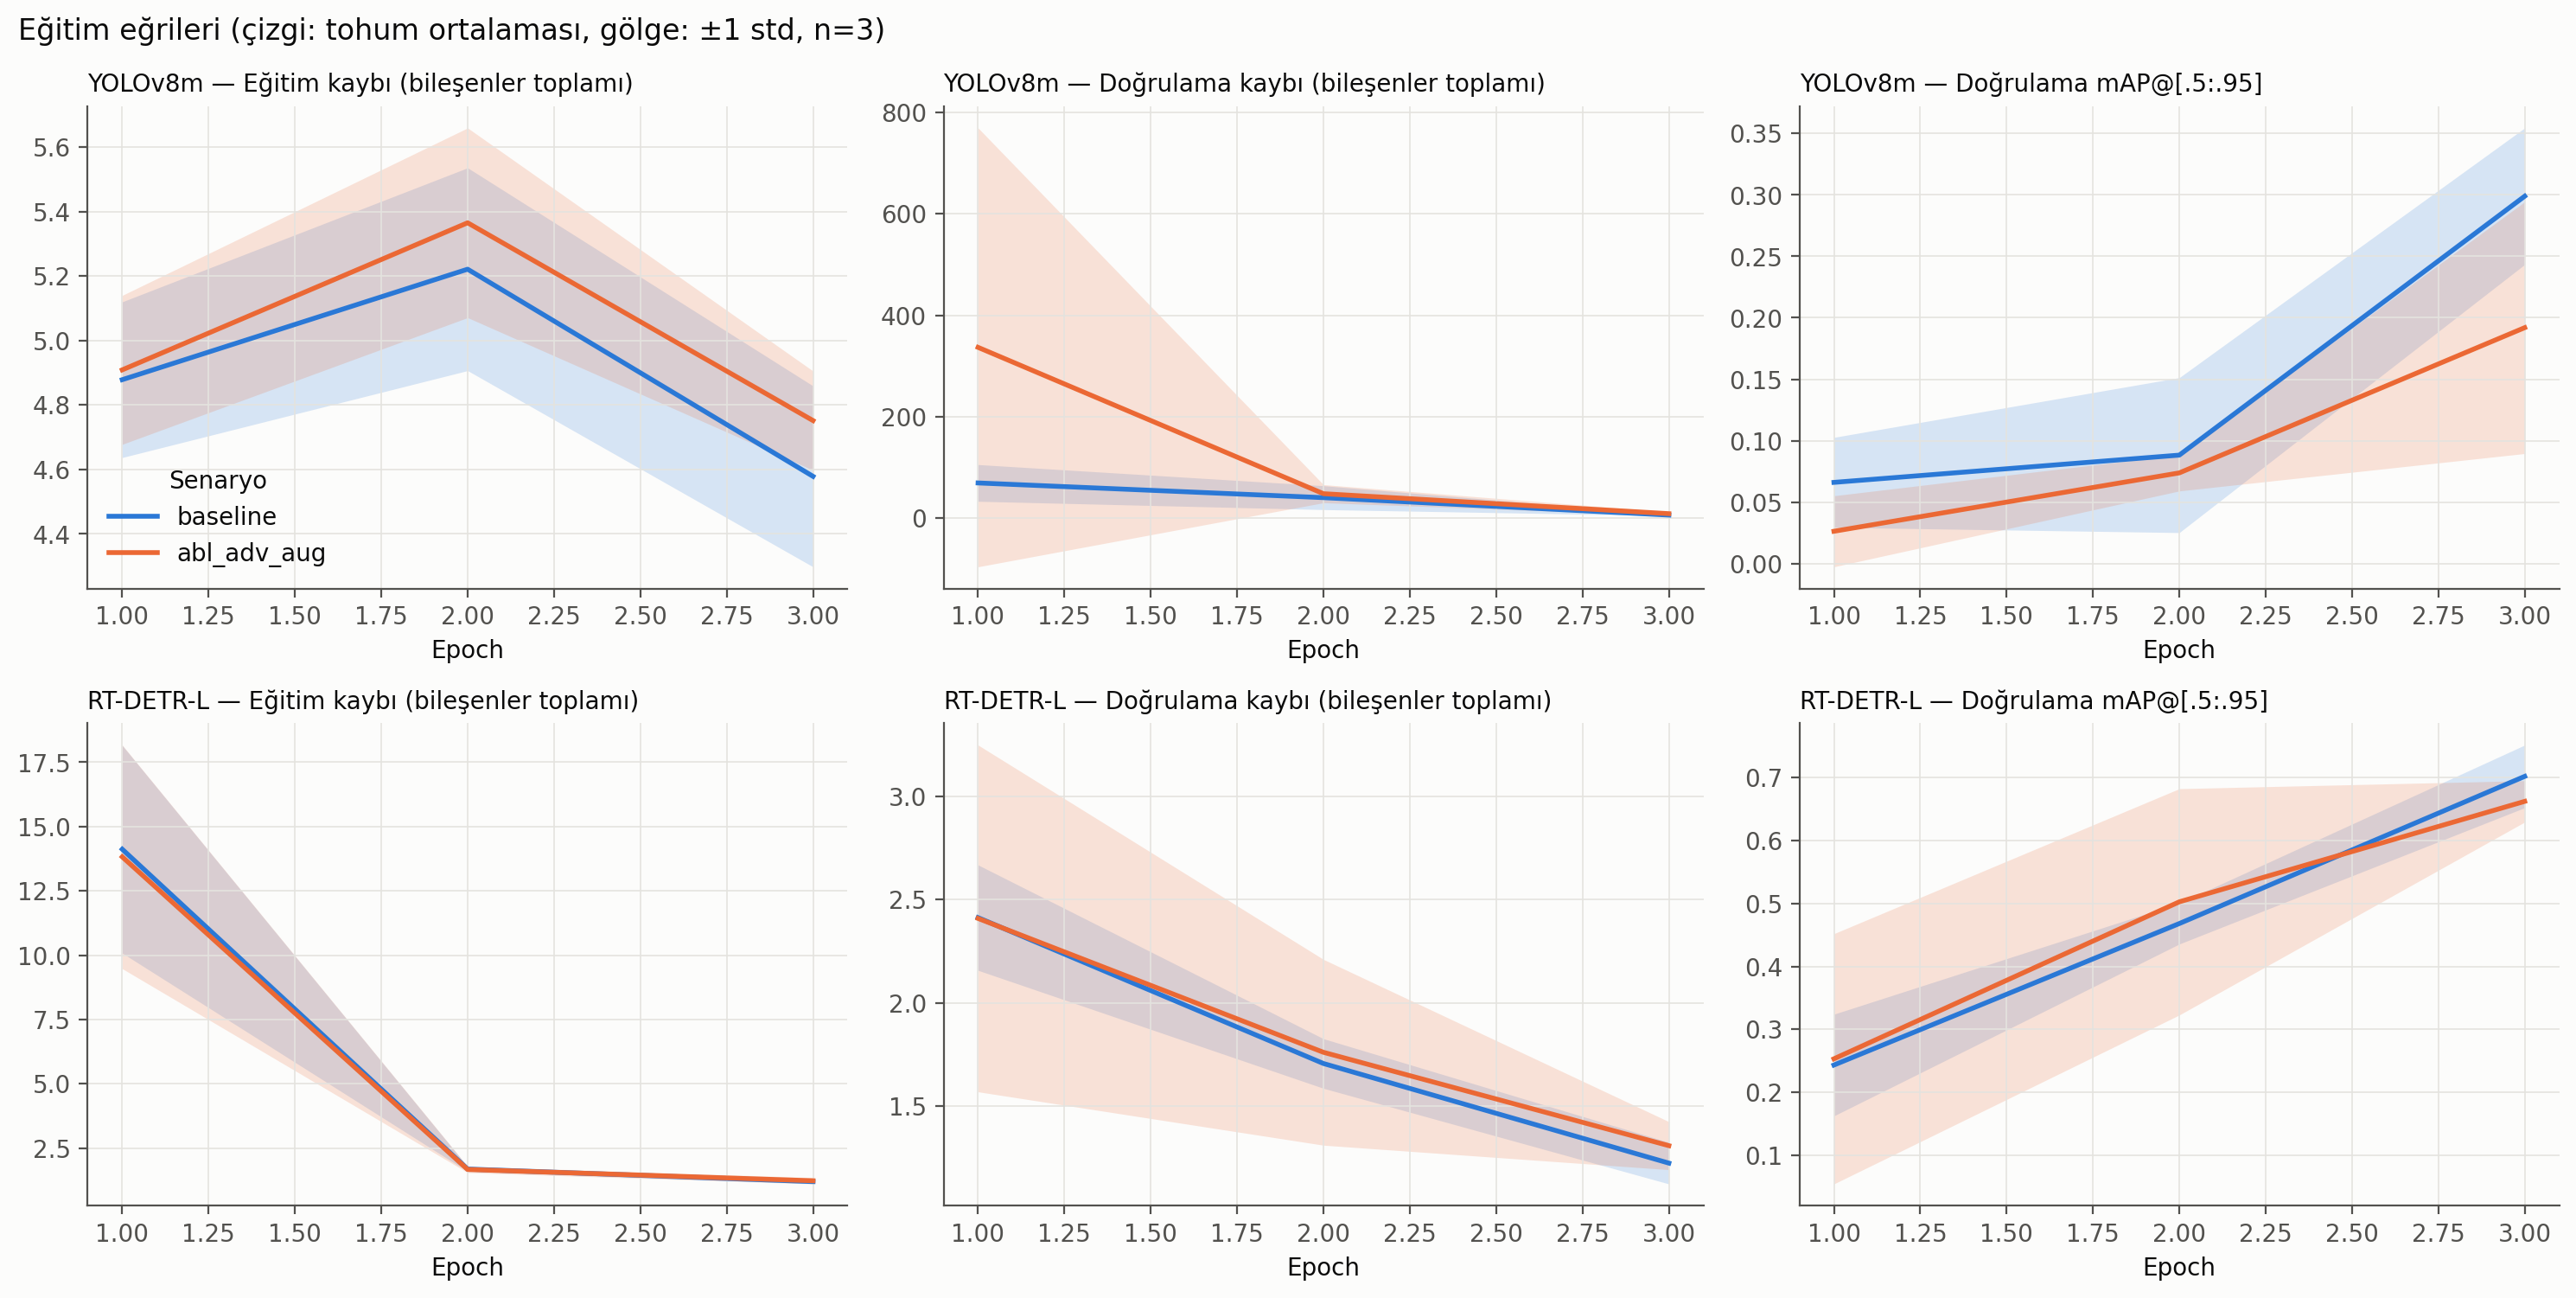 Eğitim eğrileri (çizgi: tohum ortalaması, gölge: ±1 std, n=3)
YOLOv8m — Eğitim kaybı (bileşenler toplamı)
5.6
5.4
5.2
5.0
4.8
4.6
4.4
Senaryo
baseline
abl_adv_aug
1.00 1.25 1.50 1.75 2.00 2.25 2.50 2.75 3.00
Epoch
YOLOv8m — Doğrulama kaybı (bileşenler toplamı)
800
600
400
200
0
1.00 1.25 1.50 1.75 2.00 2.25 2.50 2.75 3.00
Epoch
YOLOv8m — Doğrulama mAP@[.5:.95]
0.35
0.30
0.25
0.20
0.15
0.10
0.05
0.00
1.00 1.25 1.50 1.75 2.00 2.25 2.50 2.75 3.00
Epoch
RT-DETR-L — Eğitim kaybı (bileşenler toplamı)
17.5
15.0
12.5
10.0
7.5
5.0
2.5
1.00 1.25 1.50 1.75 2.00 2.25 2.50 2.75 3.00
Epoch
RT-DETR-L — Doğrulama kaybı (bileşenler toplamı)
3.0
2.5
2.0
1.5
1.00 1.25 1.50 1.75 2.00 2.25 2.50 2.75 3.00
Epoch
RT-DETR-L — Doğrulama mAP@[.5:.95]
0.7
0.6
0.5
0.4
0.3
0.2
0.1
1.00 1.25 1.50 1.75 2.00 2.25 2.50 2.75 3.00
Epoch